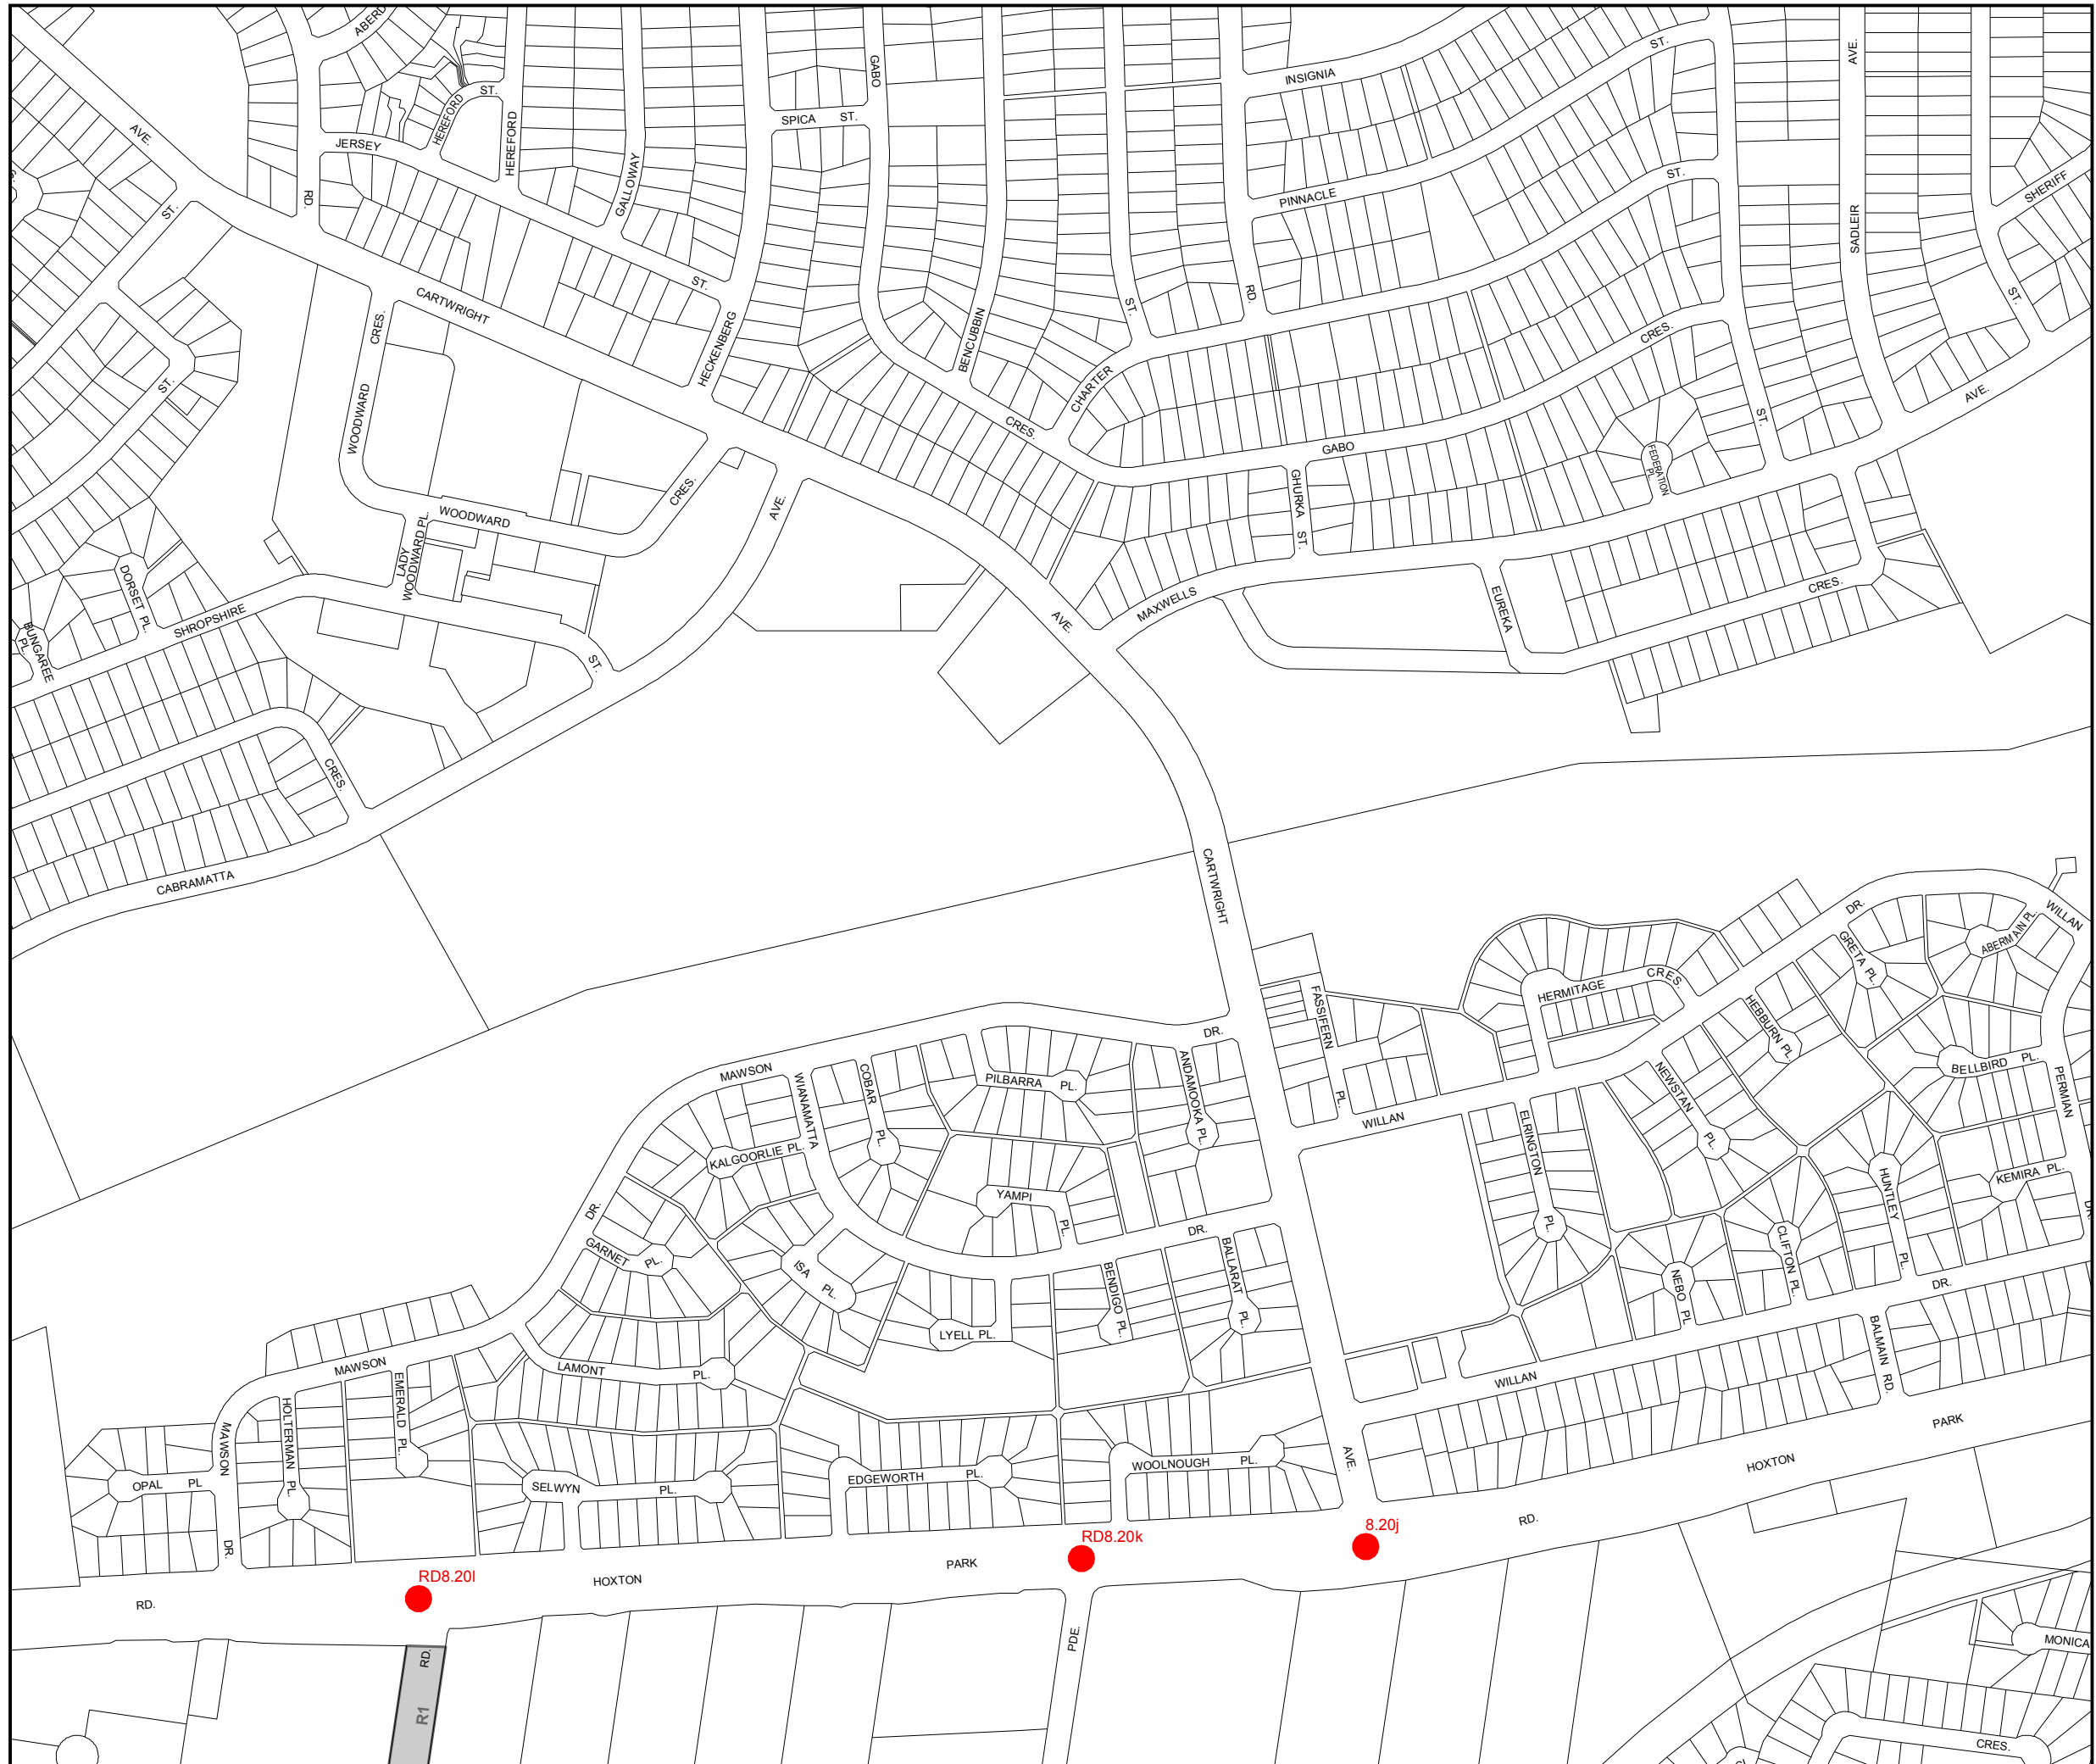 ABERD
GABO
ST.
AVE.
INSIGNIA
HEREFORD
ST.
SPICA ST.
AVE.
JERSEY
HEREFORD
GALLOWAY
PINNACLE
ST.
SHERIFF
RD.
ST.
SADLEIR
CARTWRIGHT
ST.
CRES.
HECKENBERG
BENCUBBIN
ST.
RD.
CRES.
ST.
ST.
WOODWARD
CHARTER
CRES.
GABO
ST.
AVE.
CRES.
AVE.
GHURKA
ST.
FEDERATION
PL.
WOODWARD
LADY
WOODWARD PL.
DORSET PL.
SHROPSHIRE
BUNGAREE
PL.
ST.
AVE.
MAXWELLS
EUREKA
CRES.
CRES.
CABRAMATTA
CARTWRIGHT
DR.
WILLAN
ABERMAIN PL.
GRETA PL.
HERMITAGE
CRES.
FASSIFERN
PL.
HEBBURN PL.
DR.
MAWSON
WIANAMATTA
COBAR
PL.
PILBARRA PL.
ANDAMOOKA PL.
WILLAN
NEWSTAN
PL.
BELLBIRD PL.
PERMIAN
DR.
KALGOORLIE PL.
YAMPI
PL.
ELRINGTON
PL.
HUNTLEY
PL.
KEMIRA PL.
DR.
GARNET PL.
ISA
PL.
DR.
BENDIGO PL.
BALLARAT
PL.
NEBO PL.
CLIFTON PL.
DR.
LYELL PL.
MAWSON
LAMONT PL.
EMERALD PL.
WILLAN
BALMAIN RD.
HOLTERMAN PL.
MAWSON
DR.
OPAL PL
SELWYN PL.
EDGEWORTH PL.
WOOLNOUGH PL.
AVE.
HOXTON
PARK
RD8.20l
RD8.20k
8.20j
RD.
HOXTON
PARK
RD.
RD.
PDE.
R1
MONICA
CRES.